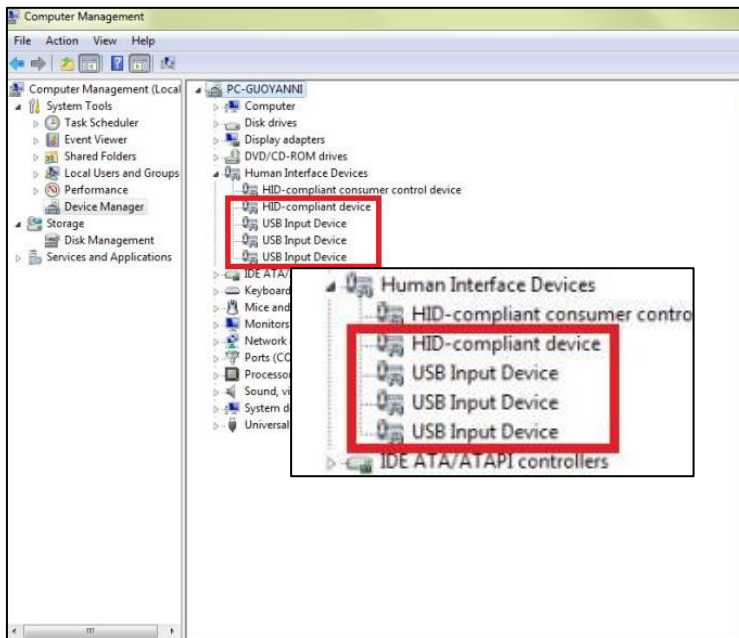 Computer Management
File Action View Help
Computer Management (Local
System Tools
Task Scheduler
Event Viewer
Shared Folders
Local Users and Groups
Performance
Device Manager
Storage
Disk Management
Services and Applications
PC-GUOYANNI
Computer
Disk drives
Display adapters
DVD/CD-ROM drives
Human Interface Devices
HID-compliant consumer control device
HID-compliant device
USB Input Device
USB Input Device
USB Input Device
IDE ATA/
Keyboard
Mice and
Monitors
Network
Ports (CO
Processo
Sound, vi
System d
Universal
Human Interface Devices
HID-compliant consumer contro
HID-compliant device
USB Input Device
USB Input Device
USB Input Device
IDE ATA/ATAPI controllers